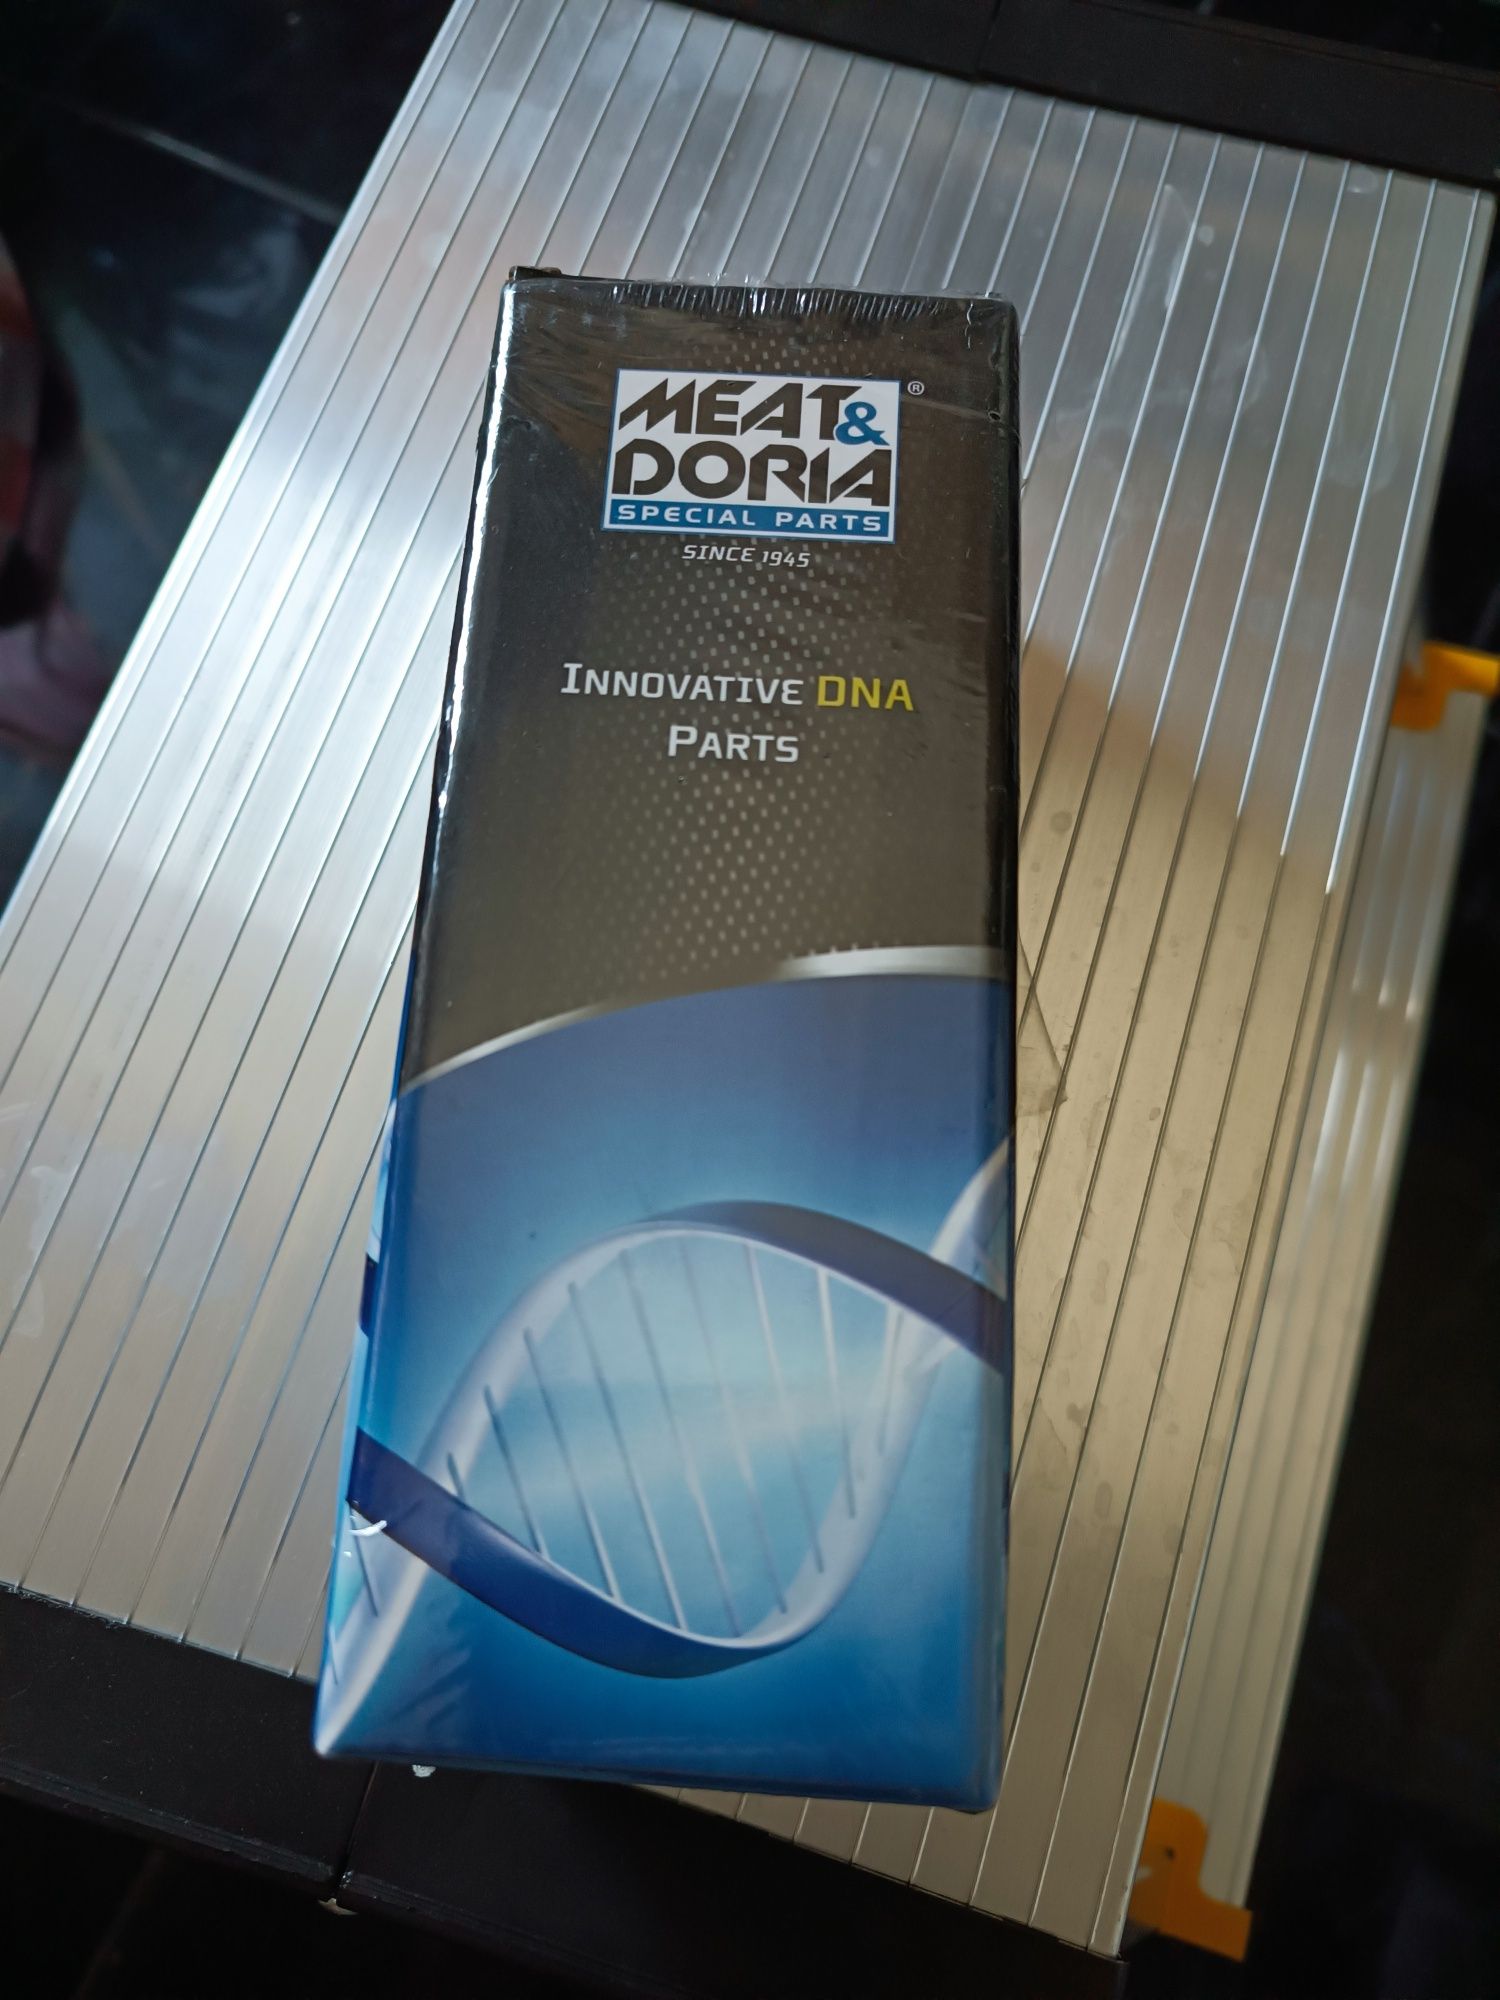 MEAT&
DORIA
®
SPECIAL PARTS
SINCE 1945
INNOVATIVE DNA
PARTS